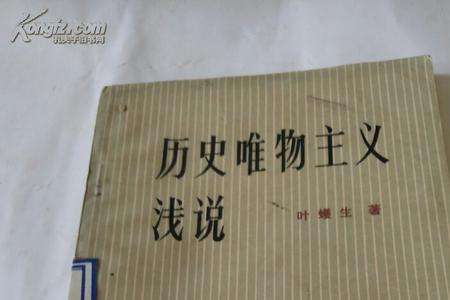 Kongfz.com
孔夫子旧书网
历史唯物主义
浅说
叶蠖生 著